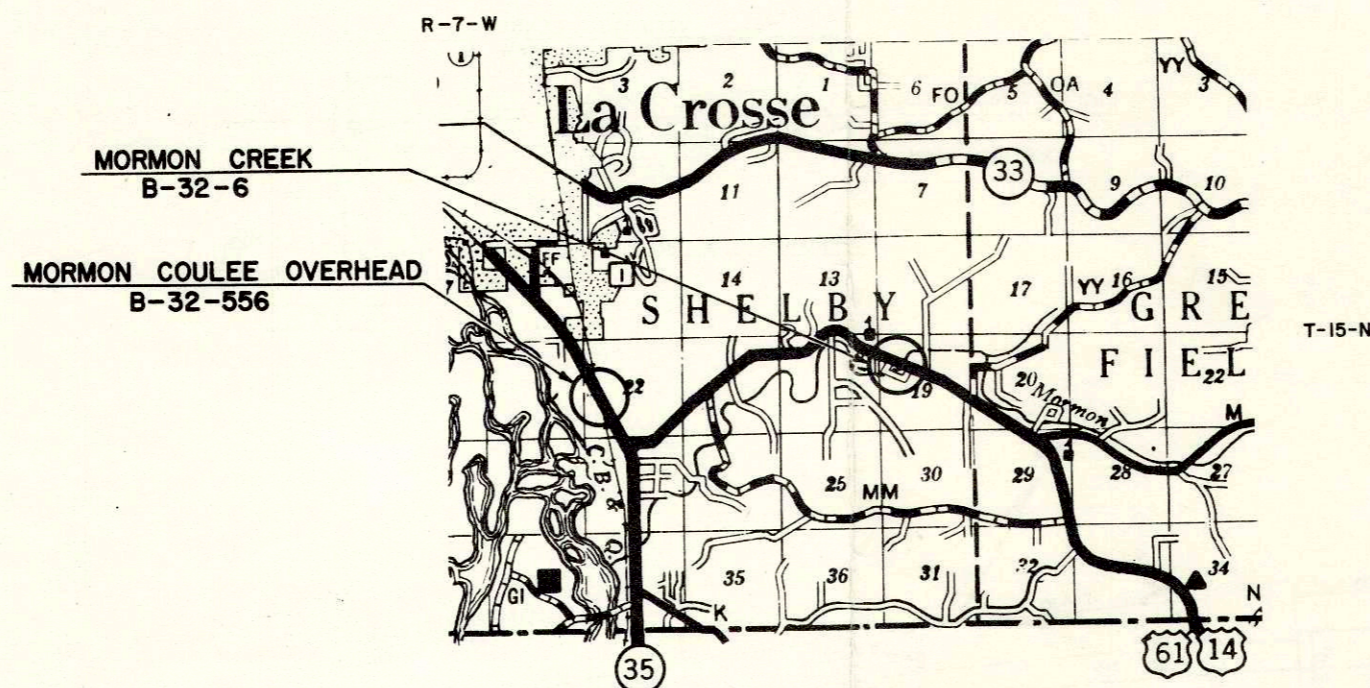 R-7-W
1
3 2 1 6 FO 5 OA 4 YY 3
La Crosse
MORMON CREEK
B-32-6
11 7 33 9 10
MORMON COULEE OVERHEAD
B-32-556
FF
I 14 13 17 YY 16 15
SHELBY GRE
T-15-N
FIEL
22 19 20 Mormon 22
M
C. B. & Q.
25 MM 30 29 28 27
GI 35 36 31 32 34
K N
35 61 14